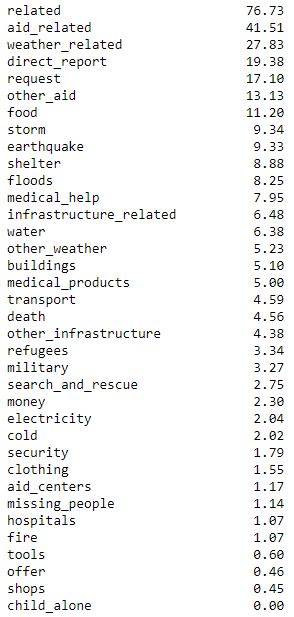 related 76.73
aid_related 41.51
weather_related 27.83
direct_report 19.38
request 17.10
other_aid 13.13
food 11.20
storm 9.34
earthquake 9.33
shelter 8.88
floods 8.25
medical_help 7.95
infrastructure_related 6.48
water 6.38
other_weather 5.23
buildings 5.10
medical_products 5.00
transport 4.59
death 4.56
other_infrastructure 4.38
refugees 3.34
military 3.27
search_and_rescue 2.75
money 2.30
electricity 2.04
cold 2.02
security 1.79
clothing 1.55
aid_centers 1.17
missing_people 1.14
hospitals 1.07
fire 1.07
tools 0.60
offer 0.46
shops 0.45
child_alone 0.00